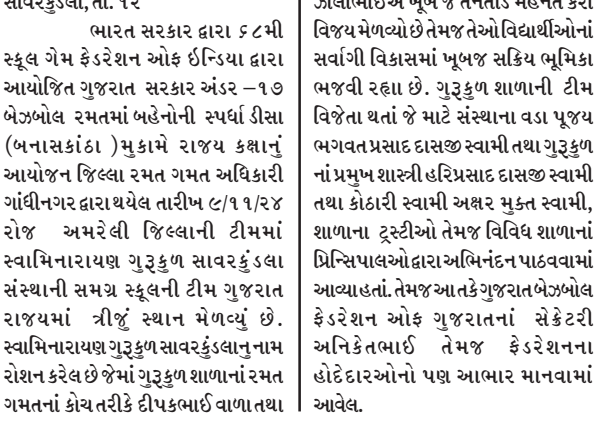 સાવરકુંડલા, તા. ૧૨
ભારત સરકાર દ્વારા ૬૮મી
સ્કૂલ ગેમ ફેડરેશન ઓફ ઇન્ડિયા દ્વારા
આયોજિત ગુજરાત સરકાર અંડર –૧૭
બેઝબોલ રમતમાં બહેનોની સ્પર્ધા ડીસા
(બનાસકાંઠા )મુકામે રાજય કક્ષાનું
આયોજન જિલ્લા રમત ગમત અધિકારી
ગાંધીનગર દ્વારા થયેલ તારીખ ૯/૧૧/૨૪
રોજ અમરેલી જિલ્લાની ટીમમાં
સ્વામિનારાયણ ગુરૂકુળ સાવરકુંડલા
સંસ્થાની સમગ્ર સ્કૂલની ટીમ ગુજરાત
રાજયમાં ત્રીજું સ્થાન મેળવ્યું છે.
સ્વામિનારાયણ ગુરૂકુળ સાવરકુંડલાનુ નામ
રોશન કરેલ છે જેમાં ગુરૂકુળ શાળાનાં રમત
ગમતનાં કોચ તરીકે દીપકભાઈ વાળા તથા
ઝાલાભાઈએ ખૂબ જ તનતોડ મહેનત કરી
વિજય મેળવ્યો છે તેમજ તેઓ વિદ્યાર્થીઓનાં
સર્વાગી વિકાસમાં ખૂબજ સક્રિય ભૂમિકા
ભજવી રહ્યા છે. ગુરૂકુળ શાળાની ટીમ
વિજેતા થતાં જે માટે સંસ્થાના વડા પૂજય
ભગવત પ્રસાદ દાસજી સ્વામી તથા ગુરૂકુળ
નાં પ્રમુખ શાસ્ત્રી હરિપ્રસાદ દાસજી સ્વામી
તથા કોઠારી સ્વામી અક્ષર મુક્ત સ્વામી,
શાળાના ટ્રસ્ટીઓ તેમજ વિવિધ શાળાનાં
પ્રિન્સિપાલઓ દ્વારા અભિનંદન પાઠવવામાં
આવ્યા હતાં. તેમજ આ તકે ગુજરાત બેઝબોલ
ફેડરેશન ઓફ ગુજરાતનાં સેક્રેટરી
અનિકેતભાઈ તેમજ ફેડરેશનના
હોદેદારઓનો પણ આભાર માનવામાં
આવેલ.